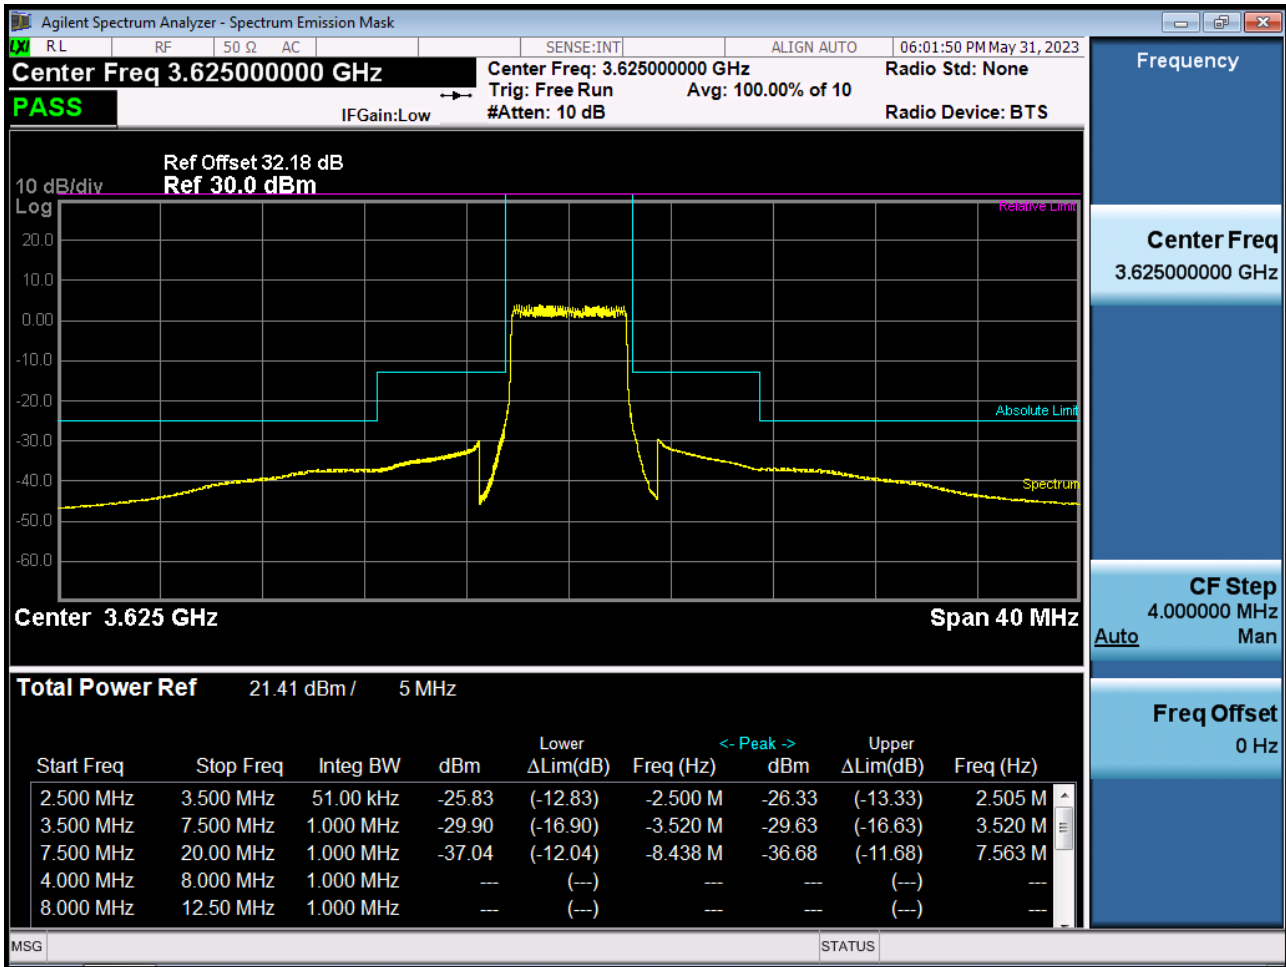 Agilent Spectrum Analyzer - Spectrum Emission Mask
LXI RL RF 50 Ω AC SENSE:INT ALIGN AUTO 06:01:50 PM May 31, 2023
Center Freq 3.625000000 GHz
PASS
IFGain:Low
Center Freq: 3.625000000 GHz
Trig: Free Run Avg: 100.00% of 10
#Atten: 10 dB
Radio Std: None
Radio Device: BTS
Ref Offset 32.18 dB
10 dB/div Ref 30.0 dBm
Log
Relative Limit
20.0
10.0
0.00
-10.0
-20.0
Absolute Limit
-30.0
-40.0
Spectrum
-50.0
-60.0
Center 3.625 GHz Span 40 MHz
Total Power Ref 21.41 dBm / 5 MHz
Lower <- Peak -> Upper
Start Freq Stop Freq Integ BW dBm ΔLim(dB) Freq (Hz) dBm ΔLim(dB) Freq (Hz)
2.500 MHz 3.500 MHz 51.00 kHz -25.83 (-12.83) -2.500 M -26.33 (-13.33) 2.505 M
3.500 MHz 7.500 MHz 1.000 MHz -29.90 (-16.90) -3.520 M -29.63 (-16.63) 3.520 M
7.500 MHz 20.00 MHz 1.000 MHz -37.04 (-12.04) -8.438 M -36.68 (-11.68) 7.563 M
4.000 MHz 8.000 MHz 1.000 MHz --- (---) --- --- (---) ---
8.000 MHz 12.50 MHz 1.000 MHz --- (---) --- --- (---) ---
MSG STATUS
Frequency
Center Freq
3.625000000 GHz
CF Step
4.000000 MHz
Auto Man
Freq Offset
0 Hz